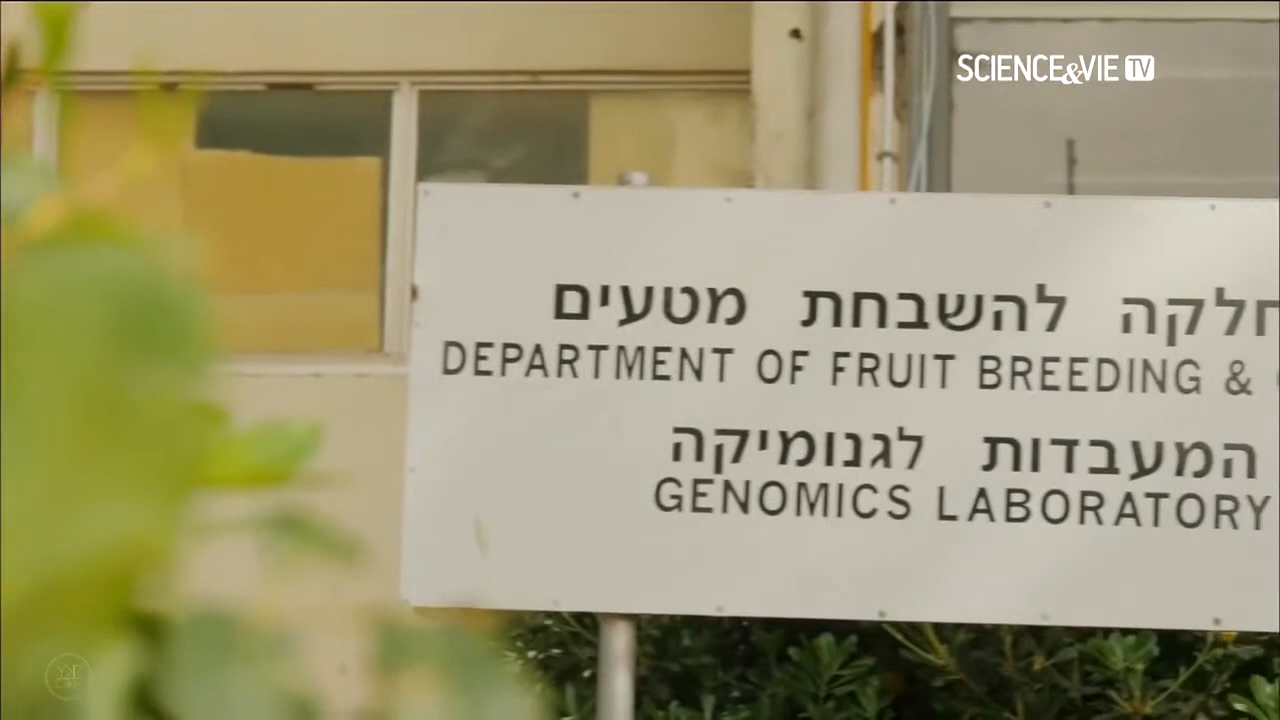 SCIENCE&VIE TV
חלקה להשבחת מטעים
DEPARTMENT OF FRUIT BREEDING &
המעבדות לגנומיקה
GENOMICS LABORATORY